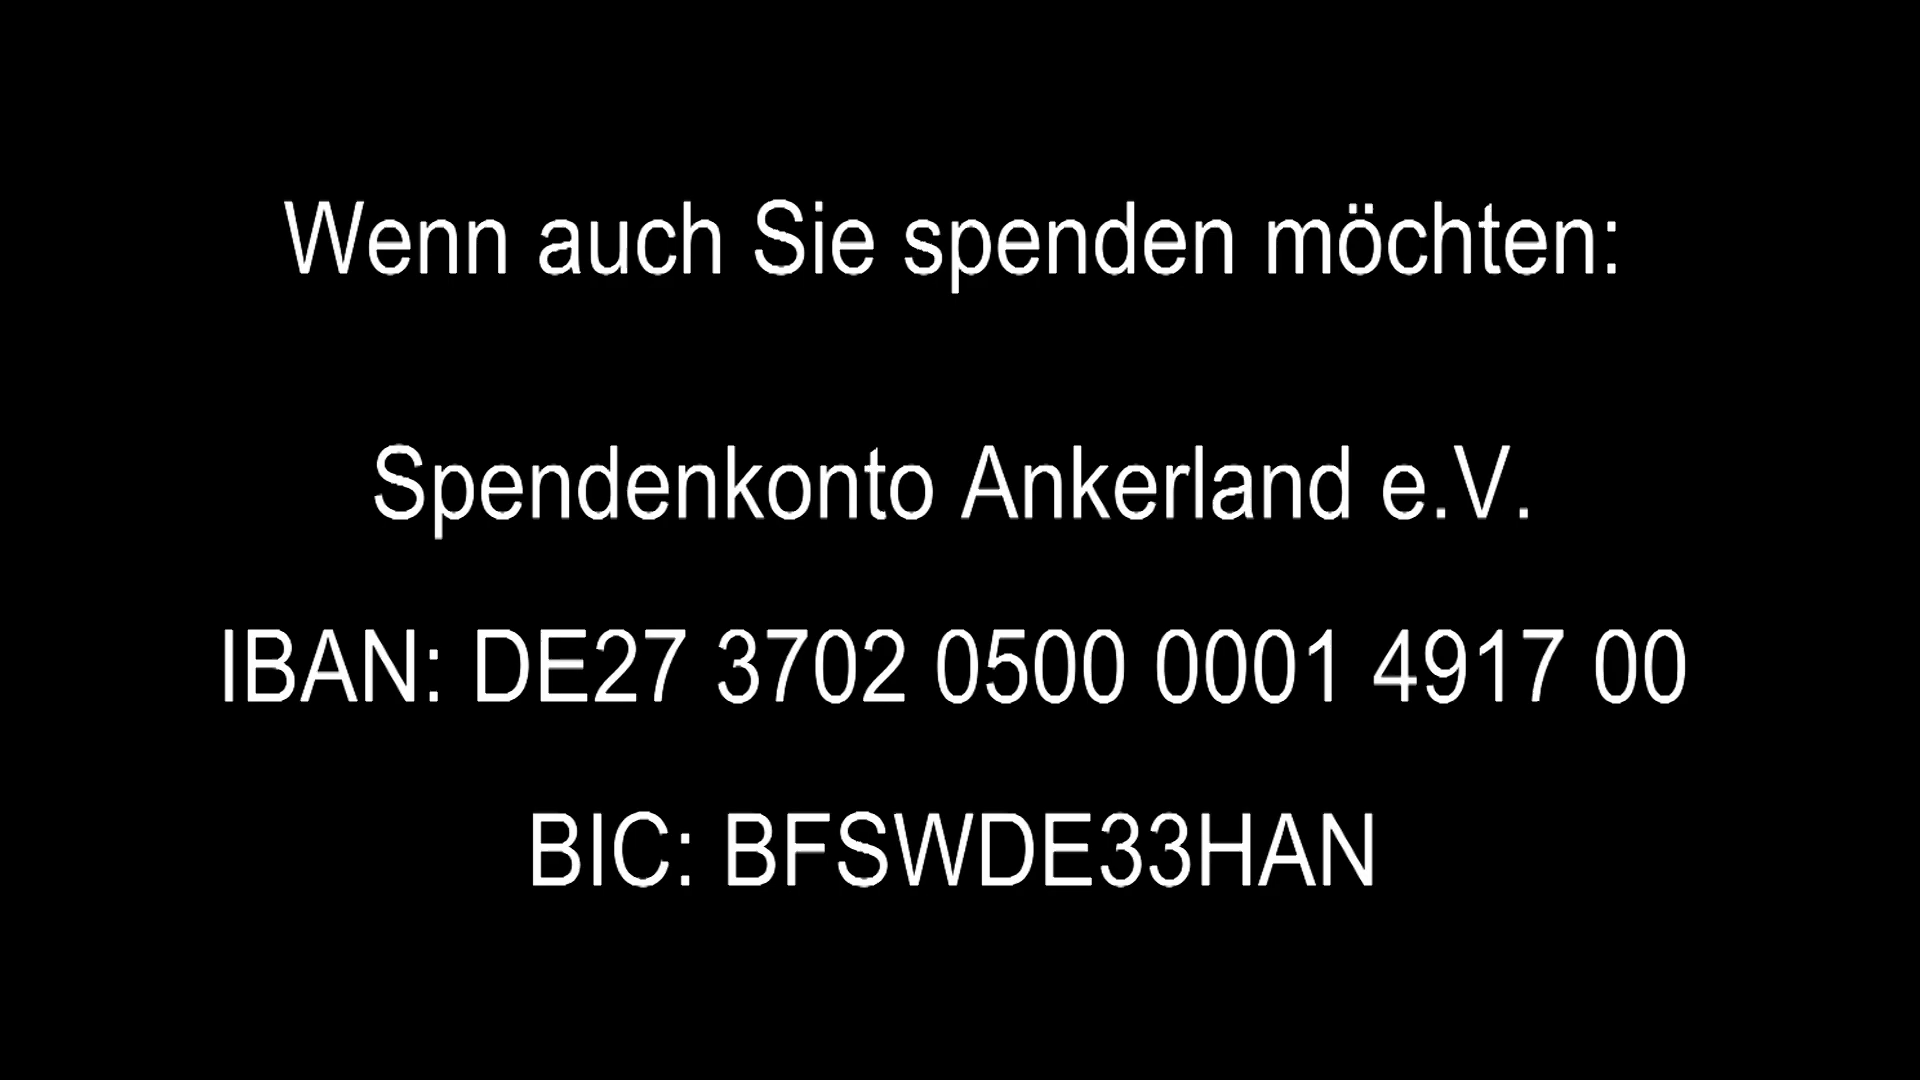 Wenn auch Sie spenden möchten:
Spendenkonto Ankerland e.V.
IBAN: DE27 3702 0500 0001 4917 00
BIC: BFSWDE33HAN